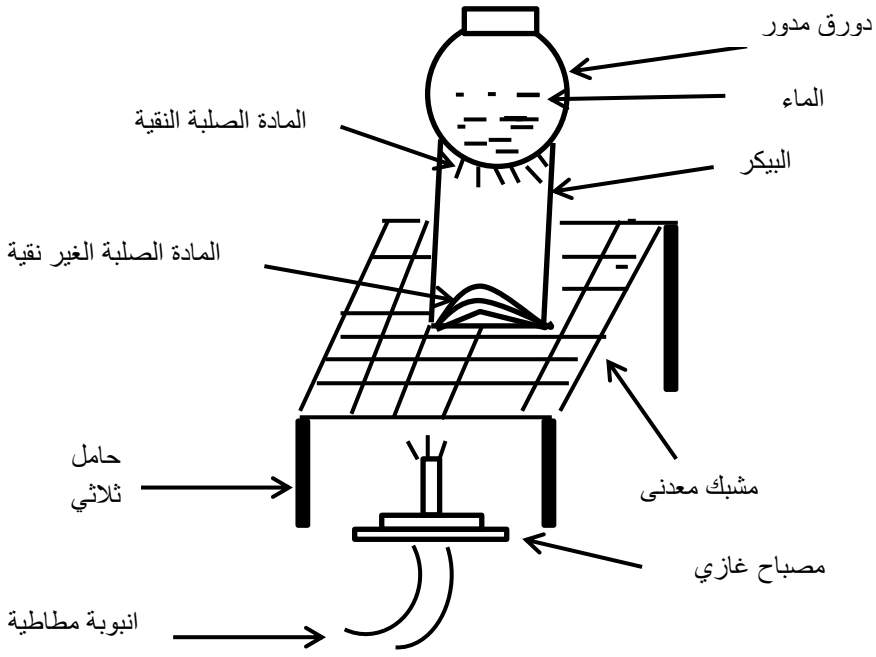 دورق مدور
الماء
المادة الصلبة النقية
البيكر
المادة الصلبة الغير نقية
حامل
ثلاثي
مشبك معدنى
مصباح غازي
انبوبة مطاطية